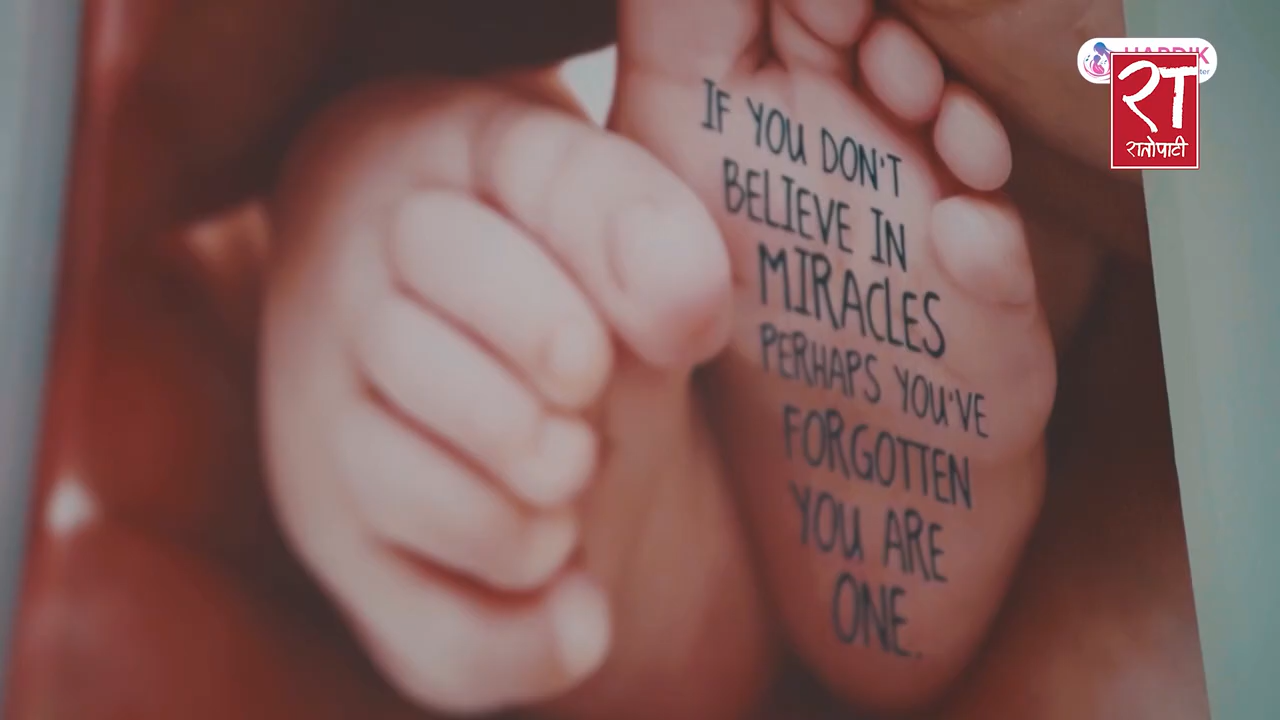 IF YOU DON'T
BELIEVE IN
MIRACLES
PERHAPS YOU'VE
FORGOTTEN
YOU ARE
ONE.
रा
रातोपाटी